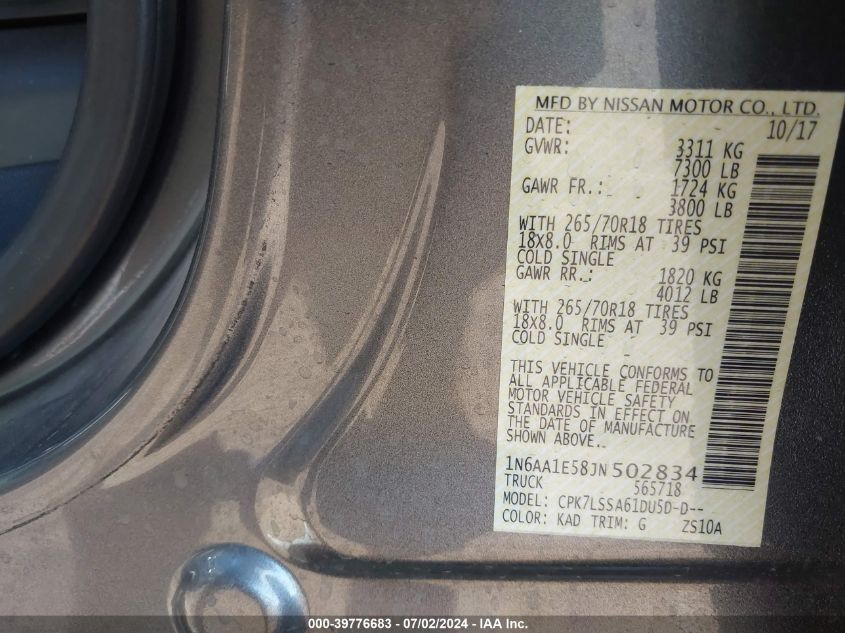 MFD BY NISSAN MOTOR CO., LTD.
DATE: 10/17
GVWR: 3311 KG
7300 LB
GAWR FR.: 1724 KG
3800 LB
WITH 265/70R18 TIRES
18X8.0 RIMS AT 39 PSI
COLD SINGLE
GAWR RR.: 1820 KG
4012 LB
WITH 265/70R18 TIRES
18X8.0 RIMS AT 39 PSI
COLD SINGLE
THIS VEHICLE CONFORMS TO
ALL APPLICABLE FEDERAL
MOTOR VEHICLE SAFETY
STANDARDS IN EFFECT ON
THE DATE OF MANUFACTURE
SHOWN ABOVE..
1N6AA1E58JN502834
TRUCK 565718
MODEL: CPK7LSSA61DU5D-D--
COLOR: KAD TRIM: G ZS10A
000-39776683 - 07/02/2024 - IAA Inc.